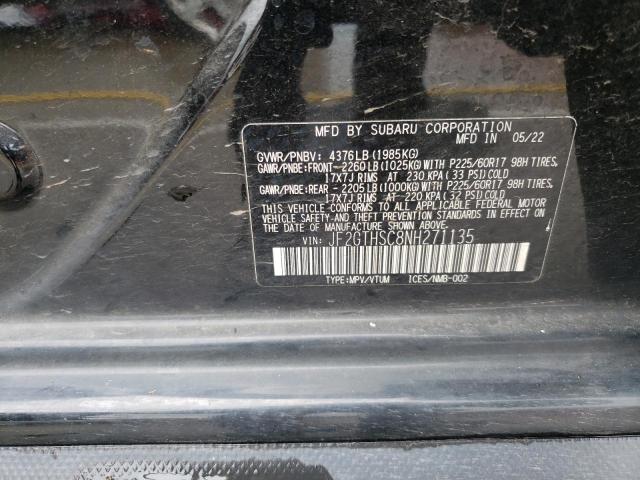 MFD BY SUBARU CORPORATION
MFD IN 05/22
GVWR/PNBV: 4376LB (1985KG)
GAWR/PNBE:FRONT-2260LB(1025KG)WITH P225/60R17 98H TIRES,
17X7J RIMS AT 230 KPA (33 PSI)COLD
GAWR/PNBE:REAR -2205LB(1000KG)WITH P225/60R17 98H TIRES,
17X7J RIMS AT 220 KPA (32 PSI)COLD
THIS VEHICLE CONFORMS TO ALL APPLICABLE FEDERAL MOTOR
VEHICLE SAFETY AND THEFT PREVENTION STANDARDS
IN EFFECT ON THE DATE OF MANUFACTURE SHOWN ABOVE.
VIN: JF2GTHSC8NH271135
TYPE:MPV/VTUM ICES/NMB-002